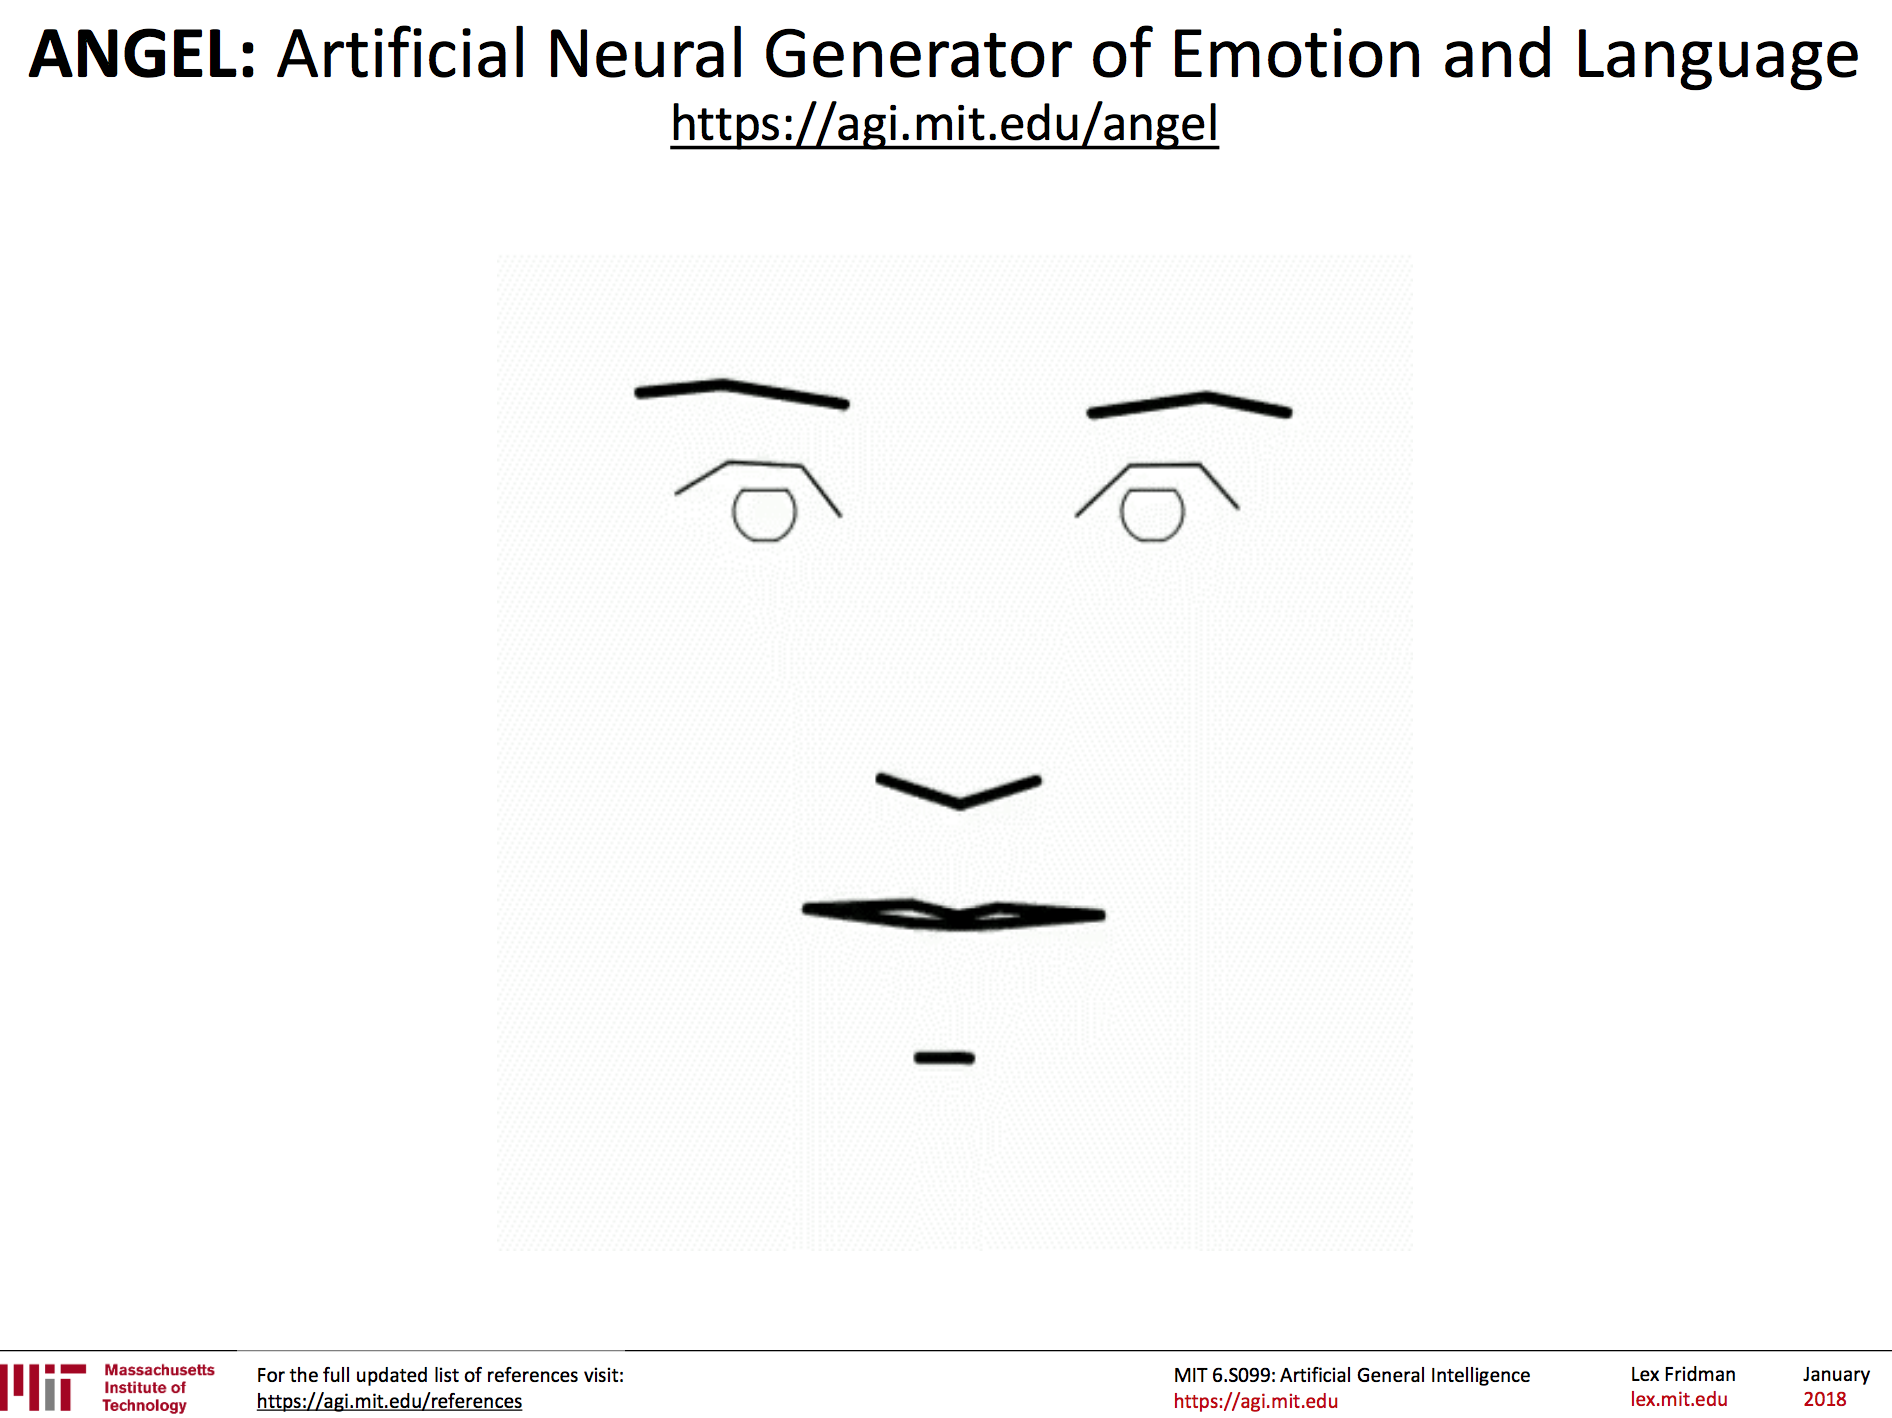 ANGEL: Artificial Neural Generator of Emotion and Language
https://agi.mit.edu/angel
Massachusetts
Institute of
Technology
For the full updated list of references visit:
https://agi.mit.edu/references
MIT 6.S099: Artificial General Intelligence
https://agi.mit.edu
Lex Fridman
lex.mit.edu
January
2018